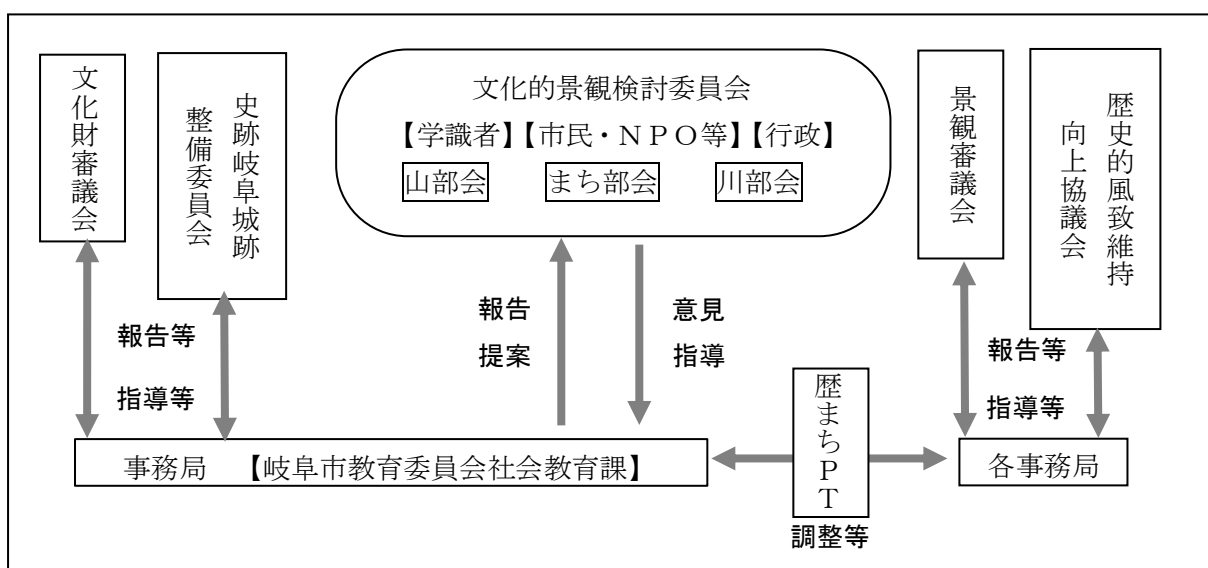 文化財審議会
史跡岐阜城跡
整備委員会
文化的景観検討委員会
【学識者】【市民・NPO等】【行政】
山部会 まち部会 川部会
景観審議会
歴史的風致維持
向上協議会
報告等
指導等
報告
提案
意見
指導
報告等
指導等
歴まちPT
調整等
事務局 【岐阜市教育委員会社会教育課】
各事務局